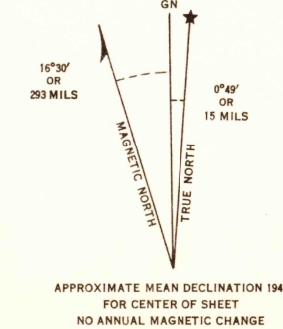 GN
16°30′
OR
293 MILS
0°49′
OR
15 MILS
MAGNETIC NORTH
TRUE NORTH
APPROXIMATE MEAN DECLINATION 194
FOR CENTER OF SHEET
NO ANNUAL MAGNETIC CHANGE